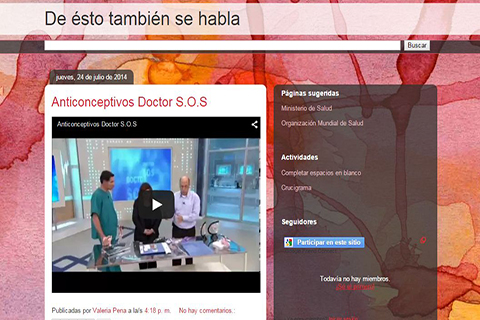 De ésto también se habla
Buscar
jueves, 24 de julio de 2014
Anticonceptivos Doctor S.O.S
Anticonceptivos Doctor S.O.S
DOCTOR
Publicadas por Valeria Pena a la/s 4:18 p. m. No hay comentarios.:
Páginas sugeridas
Ministerio de Salud
Organización Mundial de Salud
Actividades
Completar espacios en blanco
Crucigrama
Seguidores
Participar en este sitio
Todavía no hay miembros.